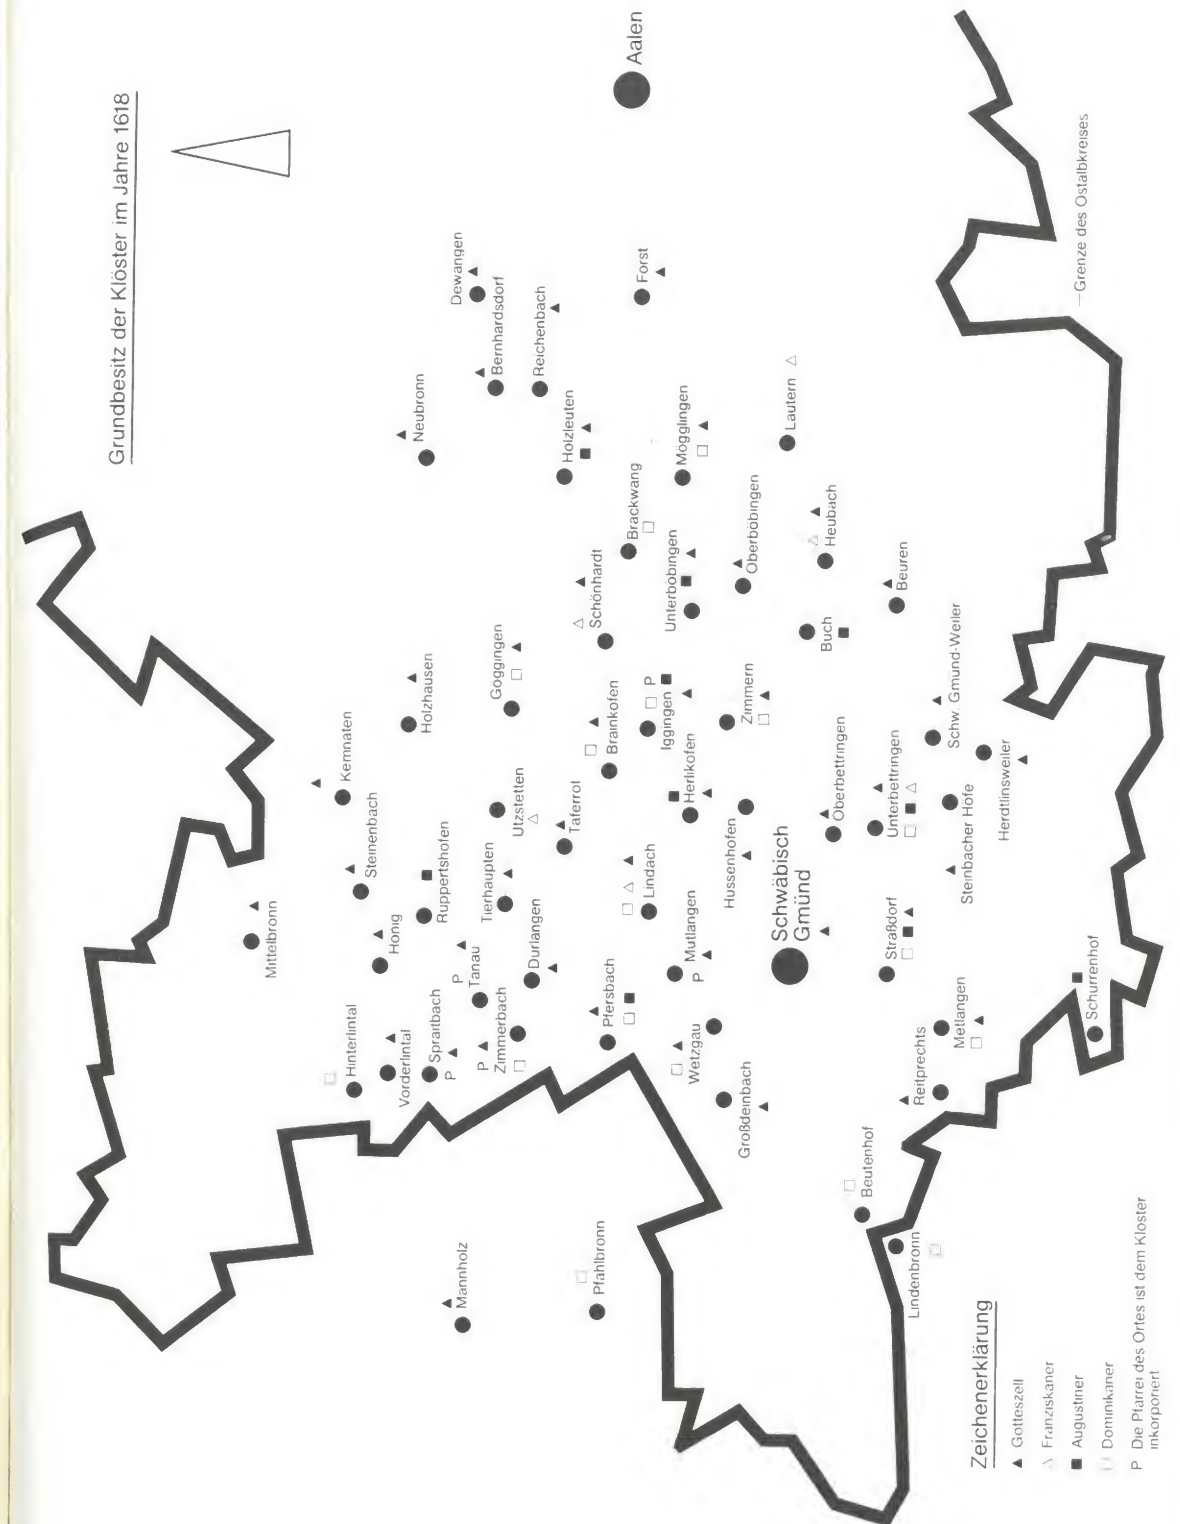 Grundbesitz der Klöster im Jahre 1618
Aalen
Dewangen
Bernhardsdorf
Reichenbach
Forst
Neubronn
Holzleuten
Mögglingen
Lautern
Brackwang
Unterböbingen
Oberböbingen
Heubach
Beuren
Buch
Schönhardt
Göggingen
Holzhausen
Kemnaten
Steinenbach
Mittelbronn
Honig
Ruppertshofen
Utzstetten
Tierhaupten
Taferrot
Brainkofen
Iggingen
P
Zimmern
Herlikofen
Hussenhofen
Lindach
Durlangen
Tanau
P
Hinterlintal
Vorderlintal
Spraitbach
P
Zimmerbach
P
Pfersbach
Mutlangen
P
Wetzgau
Großdeinbach
Schwäbisch
Gmünd
Oberbettringen
Unterbettringen
Schw. Gmünd-Weiler
Steinbacher Höfe
Herdtlinsweiler
Straßdorf
Metlangen
Reitprechts
Schurrenhof
Beutenhof
Lindenbronn
Mannholz
Pfahlbronn
Grenze des Ostalbkreises
Zeichenerklärung
Gotteszell
Franziskaner
Augustiner
Dominikaner
P Die Pfarrei des Ortes ist dem Kloster
inkorporiert